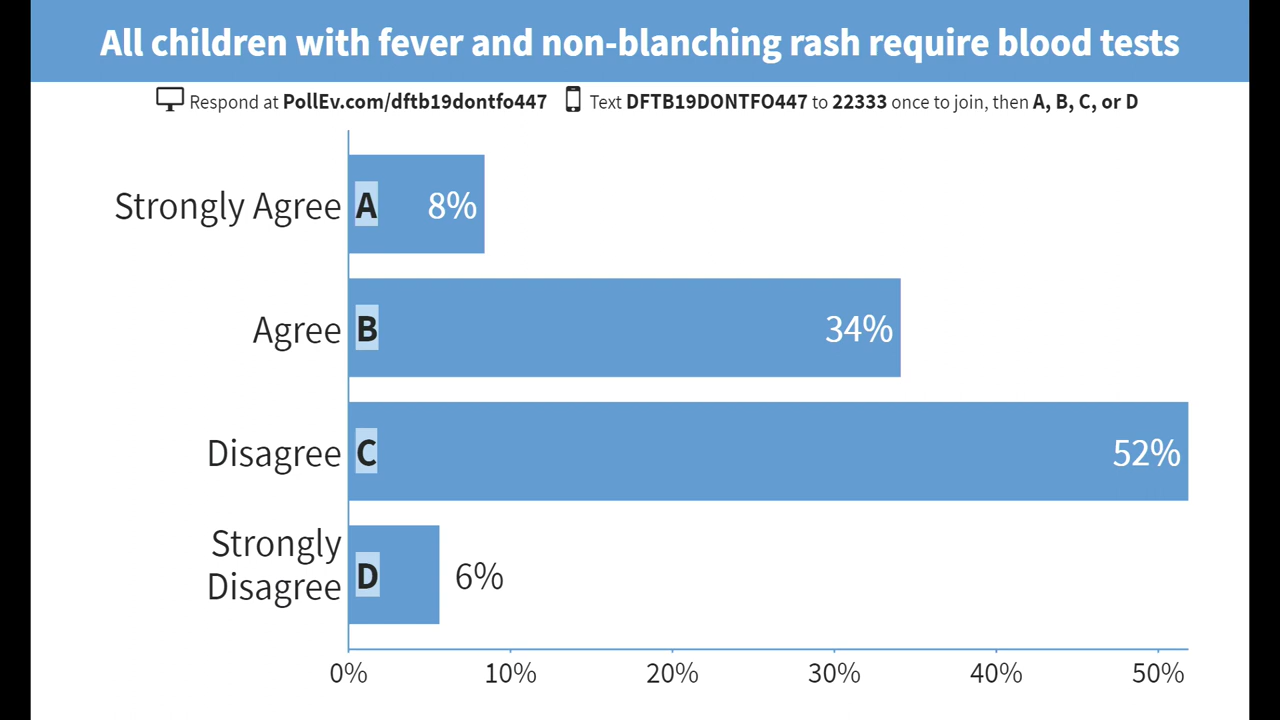 All children with fever and non-blanching rash require blood tests
Respond at PollEv.com/dftb19dontfo447 Text DFTB19DONTFO447 to 22333 once to join, then A, B, C, or D
Strongly Agree A 8%
Agree B 34%
Disagree C 52%
Strongly
Disagree D 6%
0% 10% 20% 30% 40% 50%